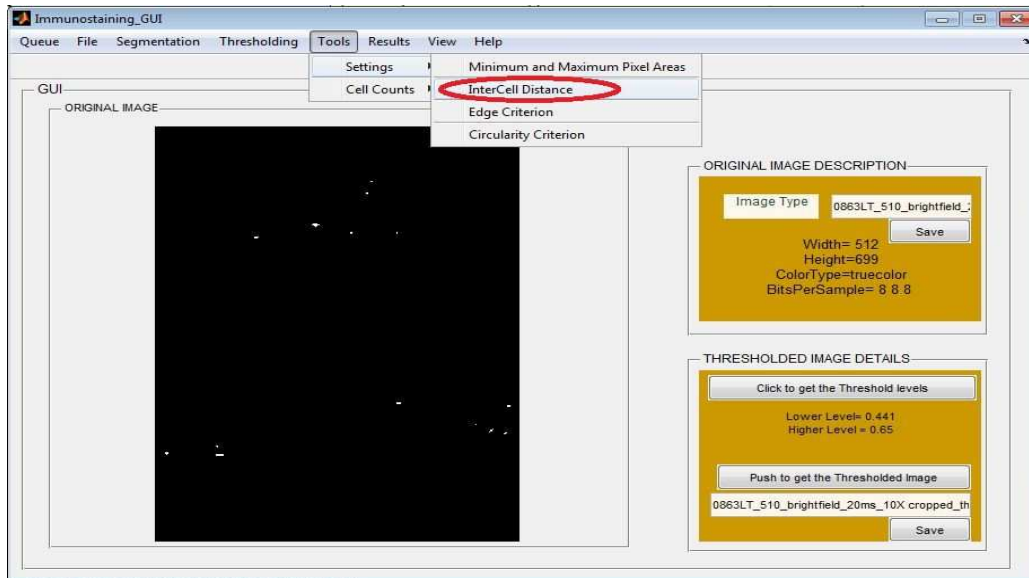 Immunostaining_GUI
Queue File Segmentation Thresholding Tools Results View Help
Settings
Cell Counts
Minimum and Maximum Pixel Areas
InterCell Distance
Edge Criterion
Circularity Criterion
GUI
ORIGINAL IMAGE
ORIGINAL IMAGE DESCRIPTION
Image Type 0863LT_510_brightfield_
Save
Width= 512
Height=699
ColorType=truecolor
BitsPerSample= 8 8 8
THRESHOLDED IMAGE DETAILS
Click to get the Threshold levels
Lower Level= 0.441
Higher Level = 0.65
Push to get the Thresholded Image
0863LT_510_brightfield_20ms_10X cropped_th
Save